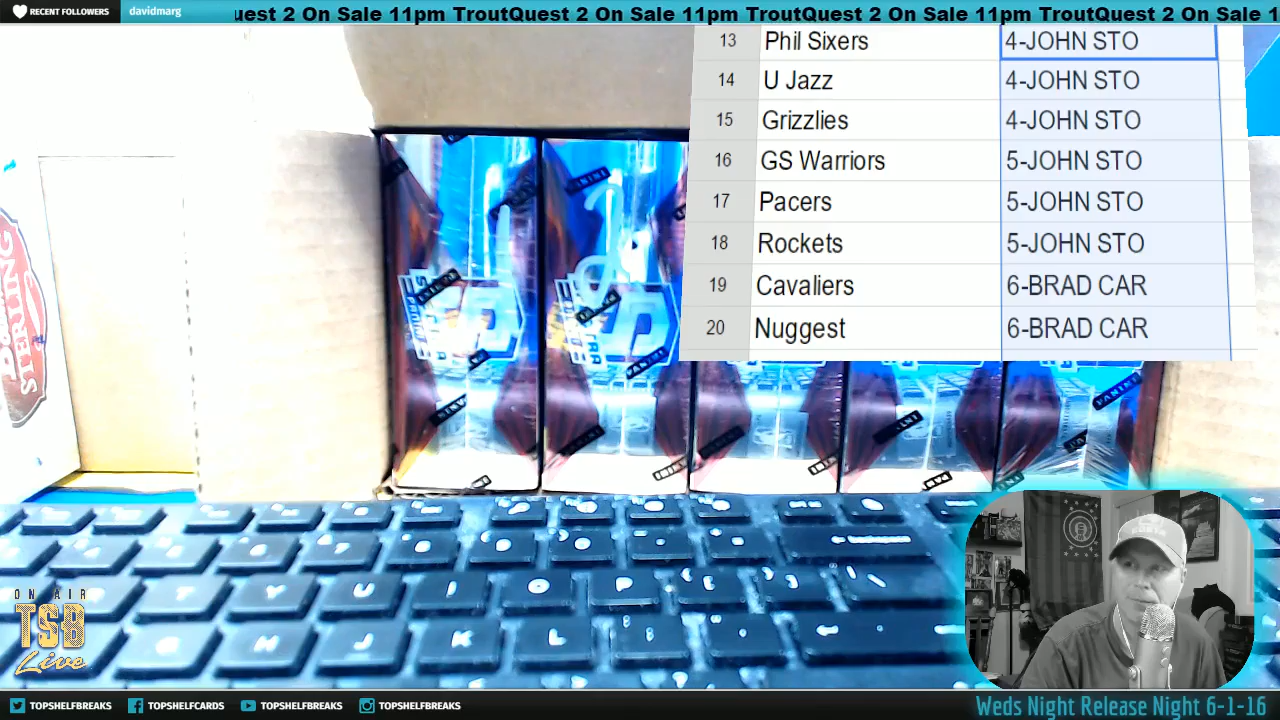 RECENT FOLLOWERS davidmarg
uest 2 On Sale 11pm TroutQuest 2 On Sale 11pm TroutQuest 2 On Sale 11pm TroutQuest 2 On Sale 1
13 Phil Sixers 4-JOHN STO
14 U Jazz 4-JOHN STO
15 Grizzlies 4-JOHN STO
16 GS Warriors 5-JOHN STO
17 Pacers 5-JOHN STO
18 Rockets 5-JOHN STO
19 Cavaliers 6-BRAD CAR
20 Nuggest 6-BRAD CAR
STERLING
PANINI
backspace
Y U I O P
H J K L
ON AIR
TSB
Live
TOPSHELFBREAKS TOPSHELFCARDS TOPSHELFBREAKS TOPSHELFBREAKS
Weds Night Release Night 6-1-16